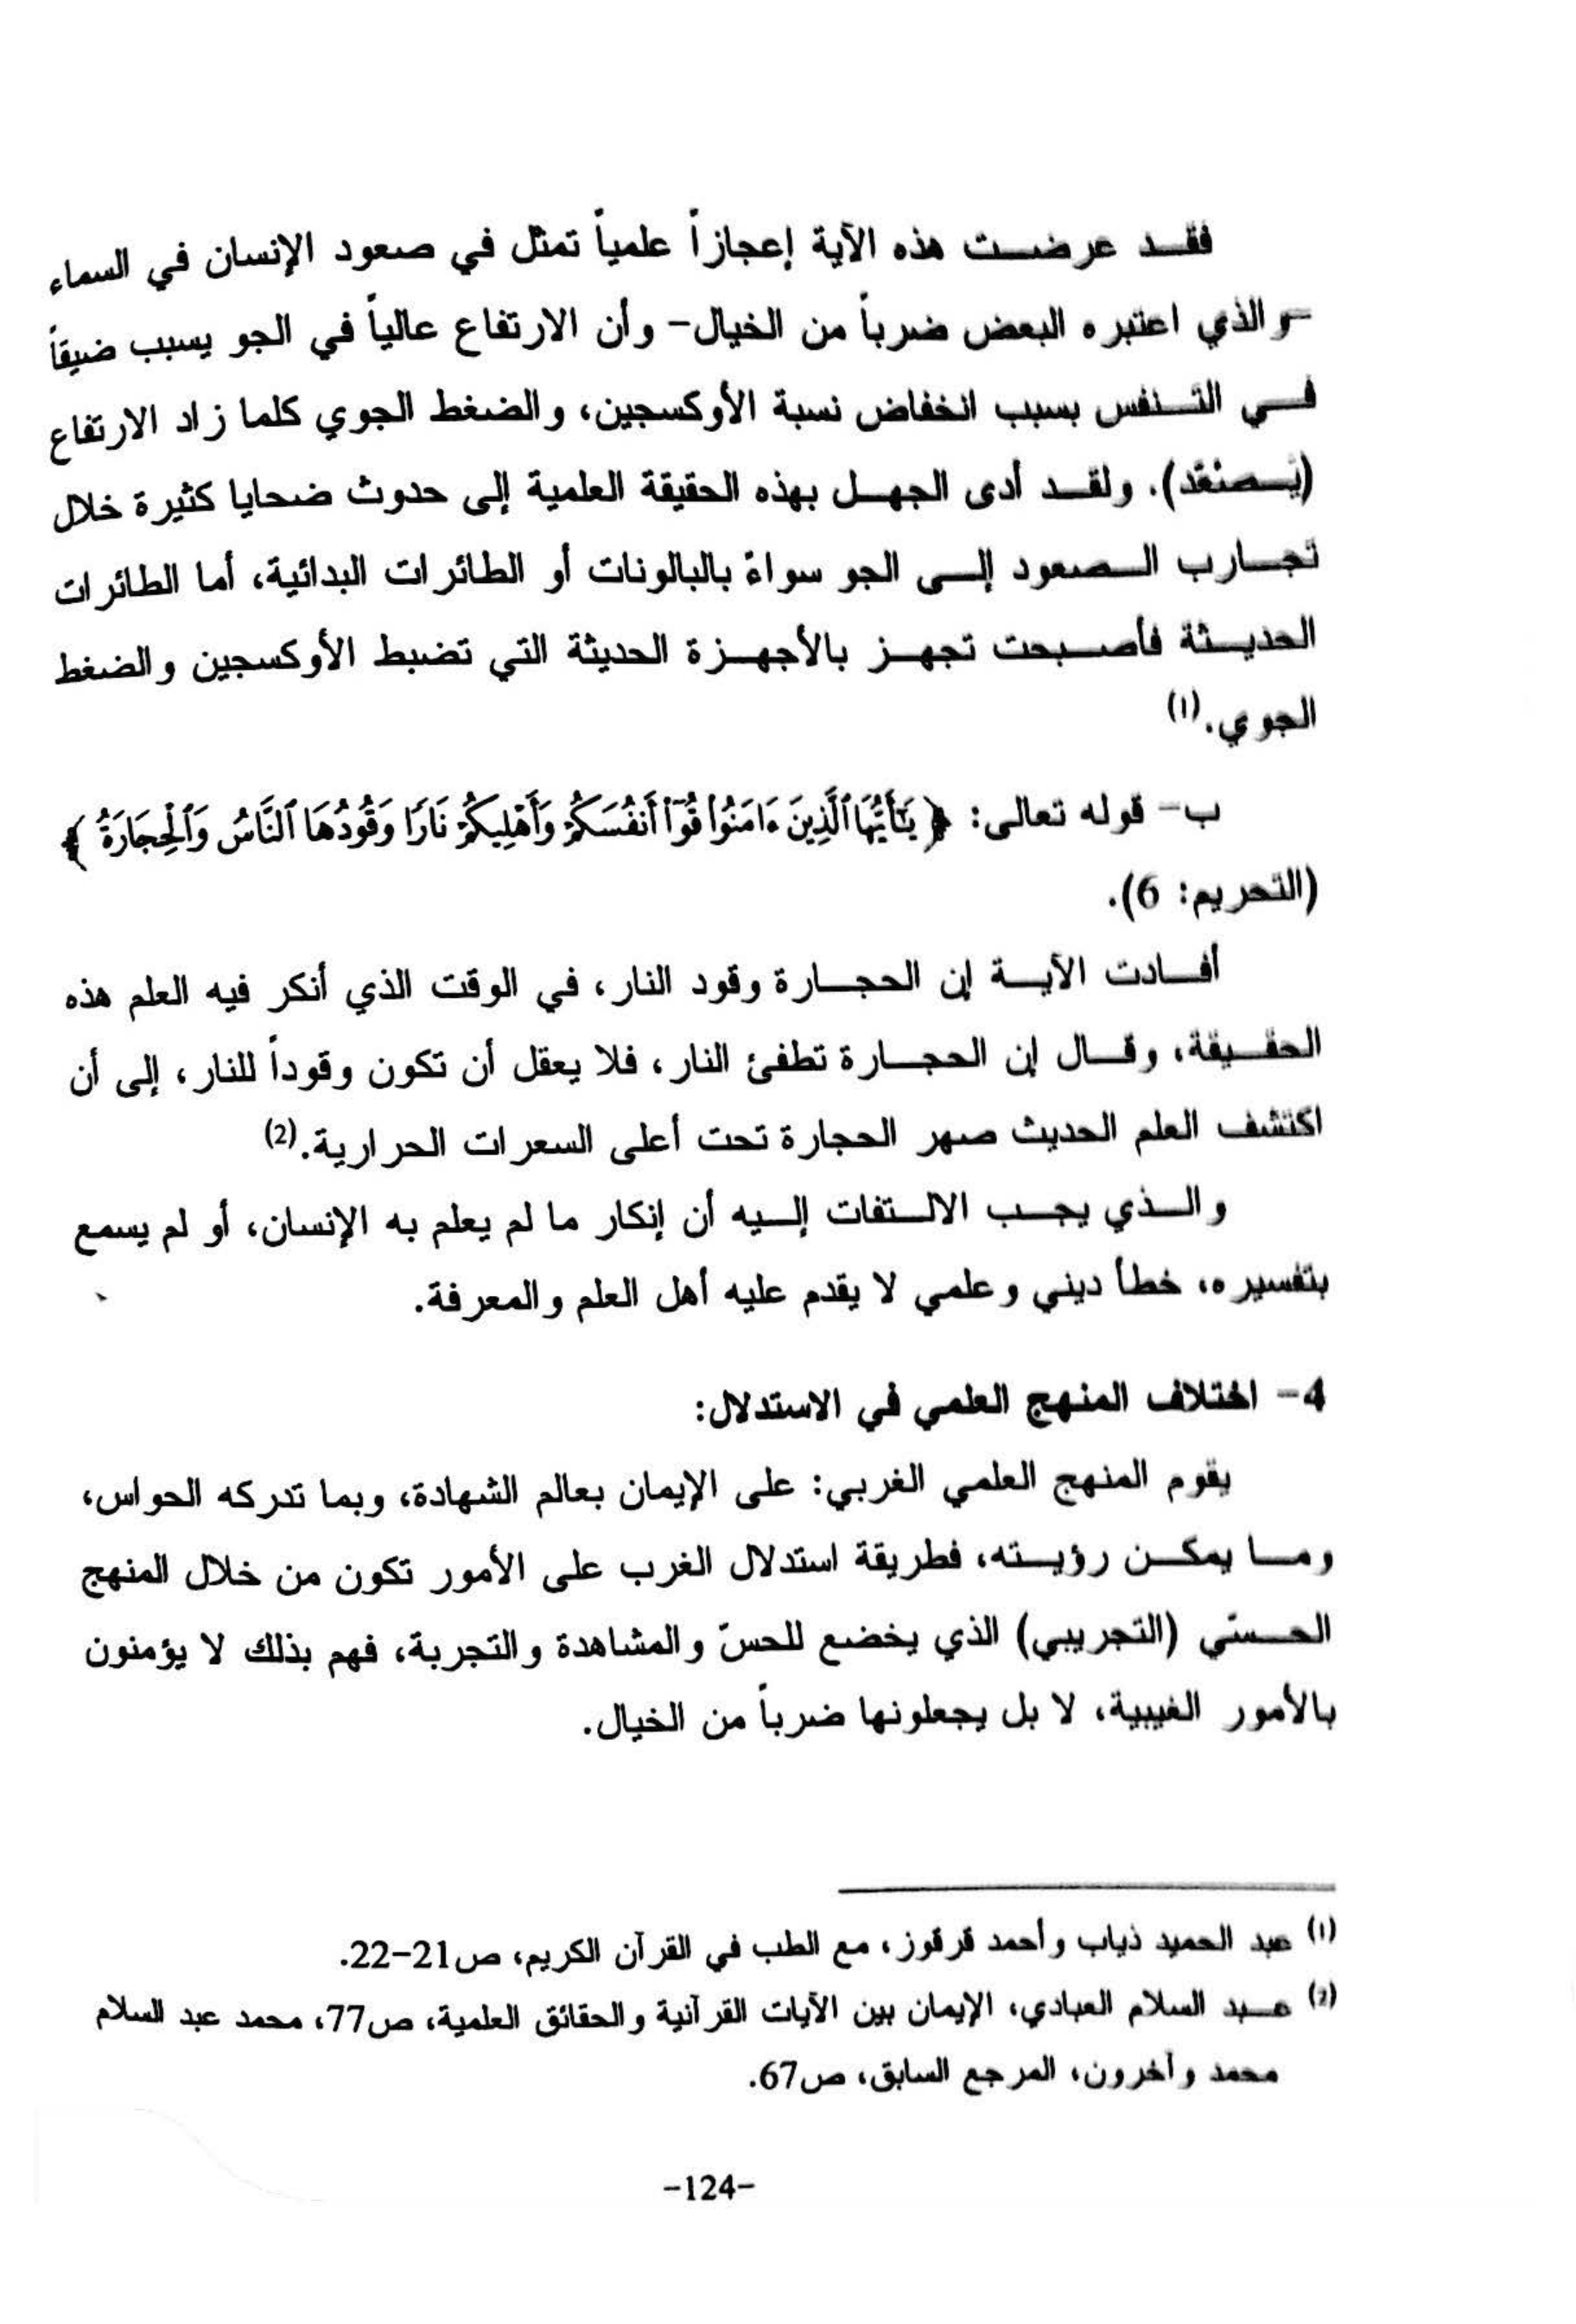 فقد عرضت هذه الآية إعجازاً علمياً تمثل في صعود الإنسان في السماء
-والذي اعتبره البعض ضرباً من الخيال- وأن الارتفاع عالياً في الجو يسبب ضيقاً
في التنفس بسبب انخفاض نسبة الأوكسجين، والضغط الجوي كلما زاد الارتفاع
(يصنعّد). ولقد أدى الجهل بهذه الحقيقة العلمية إلى حدوث ضحايا كثيرة خلال
تجارب الصعود إلى الجو سواءً بالبالونات أو الطائرات البدائية، أما الطائرات
الحديثة فأصبحت تجهز بالأجهزة الحديثة التي تضبط الأوكسجين والضغط
الجوي.(1)
ب- قوله تعالى: ﴿ يَٰٓأَيُّهَا ٱلَّذِينَ ءَامَنُوا۟ قُوٓا۟ أَنفُسَكُمْ وَأَهْلِيكُمْ نَارًا وَقُودُهَا ٱلنَّاسُ وَٱلْحِجَارَةُ ﴾
(التحريم: 6).
أفادت الآية إن الحجارة وقود النار، في الوقت الذي أنكر فيه العلم هذه
الحقيقة، وقال إن الحجارة تطفئ النار، فلا يعقل أن تكون وقوداً للنار، إلى أن
اكتشف العلم الحديث صهر الحجارة تحت أعلى السعرات الحرارية.(2)
والذي يجب الالتفات إليه أن إنكار ما لم يعلم به الإنسان، أو لم يسمع
بتفسيره، خطأ ديني وعلمي لا يقدم عليه أهل العلم والمعرفة.
4- اختلاف المنهج العلمي في الاستدلال:
يقوم المنهج العلمي الغربي: على الإيمان بعالم الشهادة، وبما تدركه الحواس،
وما يمكن رؤيته، فطريقة استدلال الغرب على الأمور تكون من خلال المنهج
الحسّي (التجريبي) الذي يخضع للحسّ والمشاهدة والتجربة، فهم بذلك لا يؤمنون
بالأمور الغيبية، لا بل يجعلونها ضرباً من الخيال.
(1) عبد الحميد ذياب وأحمد قرقوز، مع الطب في القرآن الكريم، ص21-22.
(2) عبد السلام العبادي، الإيمان بين الآيات القرآنية والحقائق العلمية، ص77، محمد عبد السلام
محمد وآخرون، المرجع السابق، ص67.
-124-